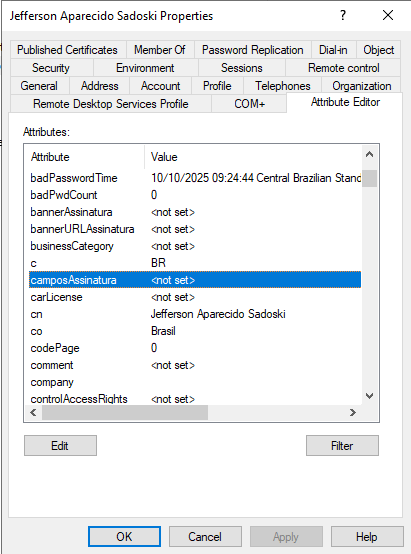 Jefferson Aparecido Sadoski Properties ? ×
Published Certificates Member Of Password Replication Dial-in Object
Security Environment Sessions Remote control
General Address Account Profile Telephones Organization
Remote Desktop Services Profile COM+ Attribute Editor
Attributes:
Attribute Value
badPasswordTime 10/10/2025 09:24:44 Central Brazilian Stand
badPwdCount 0
bannerAssinatura <not set>
bannerURLAssinatura <not set>
businessCategory <not set>
c BR
camposAssinatura <not set>
carLicense <not set>
cn Jefferson Aparecido Sadoski
co Brasil
codePage 0
comment <not set>
company
controlAccessRights <not set>
Edit Filter
OK Cancel Apply Help